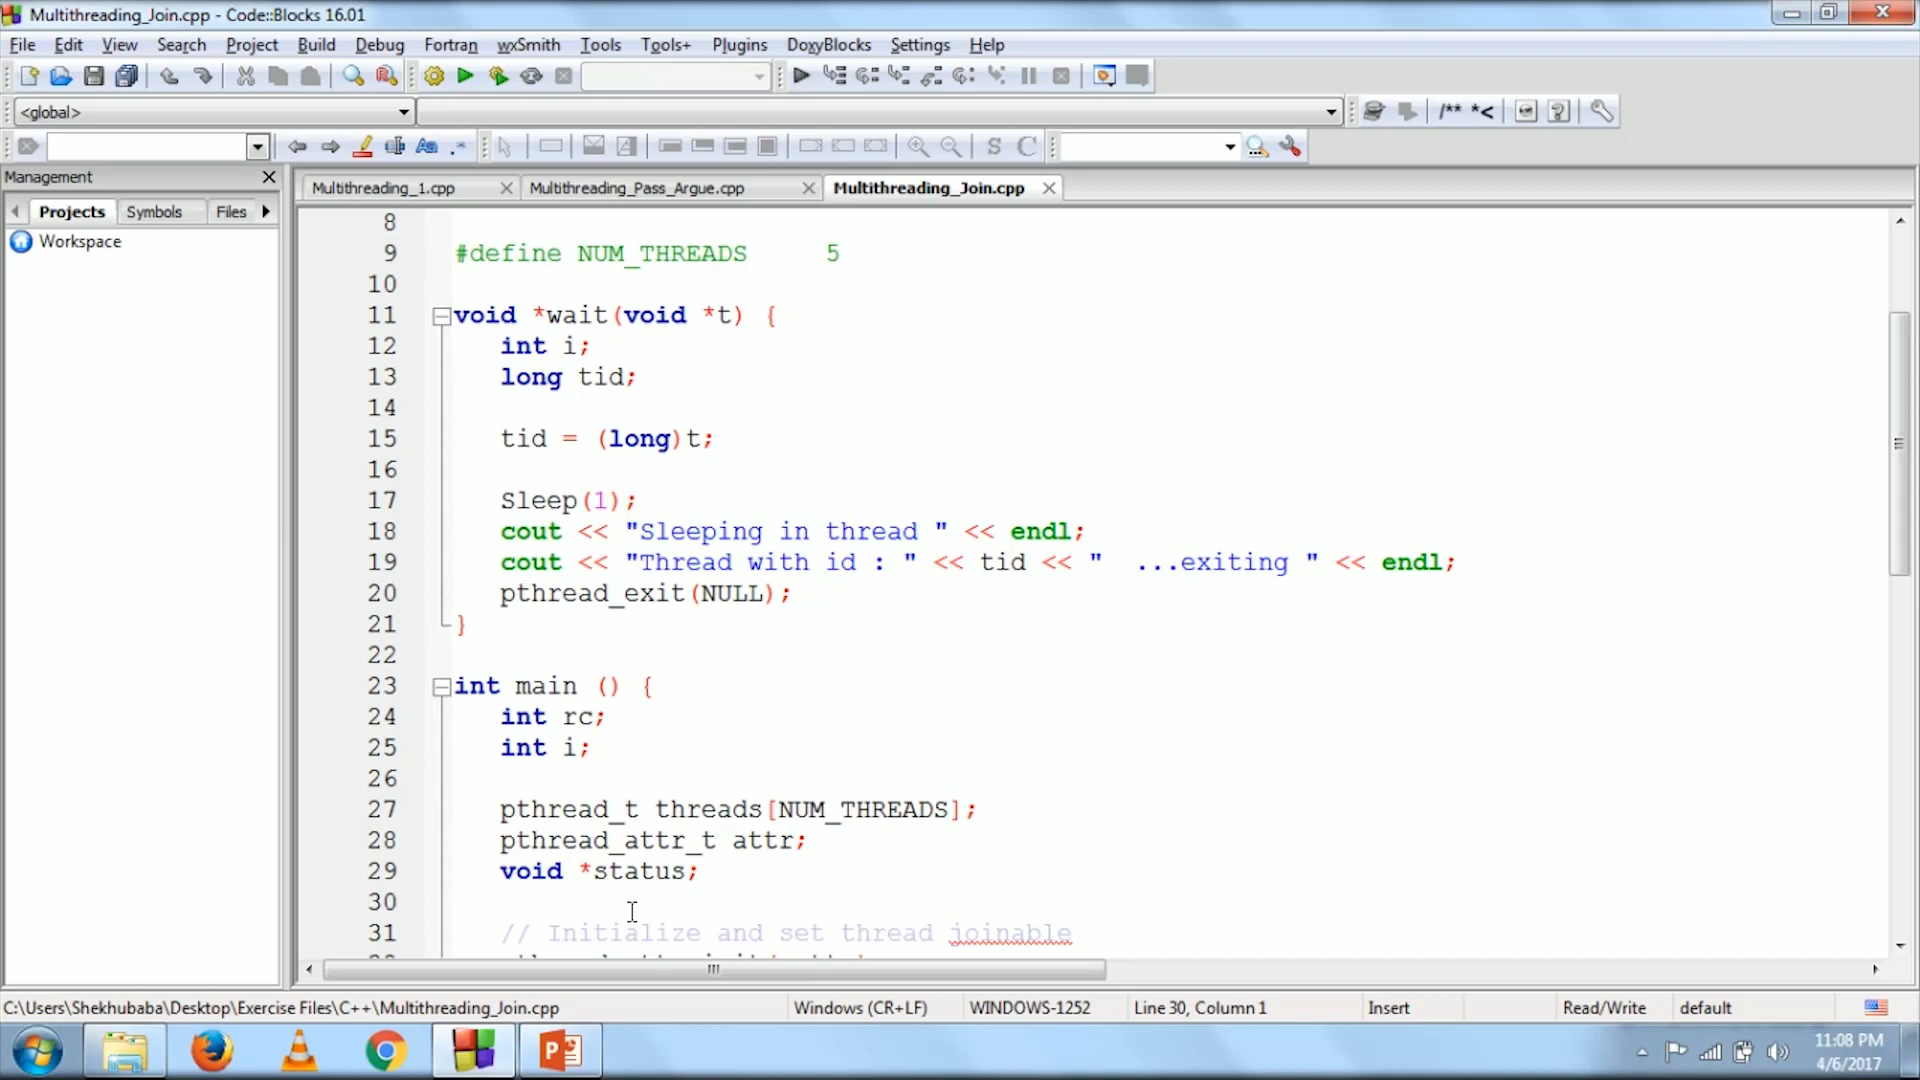 Multithreading_Join.cpp - Code::Blocks 16.01
File Edit View Search Project Build Debug Fortran wxSmith Tools Tools+ Plugins DoxyBlocks Settings Help
<global>
/** *<
Management
Projects Symbols Files
Workspace
Multithreading_1.cpp Multithreading_Pass_Argue.cpp Multithreading_Join.cpp
8
9 #define NUM_THREADS 5
10
11 void *wait(void *t) {
12 int i;
13 long tid;
14
15 tid = (long)t;
16
17 Sleep(1);
18 cout << "Sleeping in thread " << endl;
19 cout << "Thread with id : " << tid << "  ...exiting " << endl;
20 pthread_exit(NULL);
21 }
22
23 int main () {
24 int rc;
25 int i;
26
27 pthread_t threads[NUM_THREADS];
28 pthread_attr_t attr;
29 void *status;
30
31 // Initialize and set thread joinable
C:\Users\Shekhubaba\Desktop\Exercise Files\C++\Multithreading_Join.cpp Windows (CR+LF) WINDOWS-1252 Line 30, Column 1 Insert Read/Write default
11:08 PM
4/6/2017